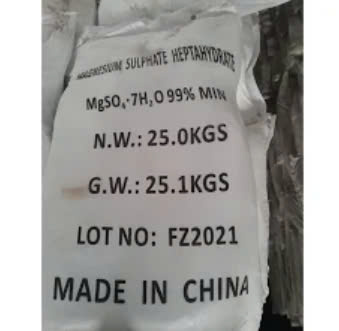 MAGNESIUM SULPHATE HEPTAHYDRATE
MgSO₄·7H₂O 99% MIN
N.W.: 25.0KGS
G.W.: 25.1KGS
LOT NO: FZ2021
MADE IN CHINA